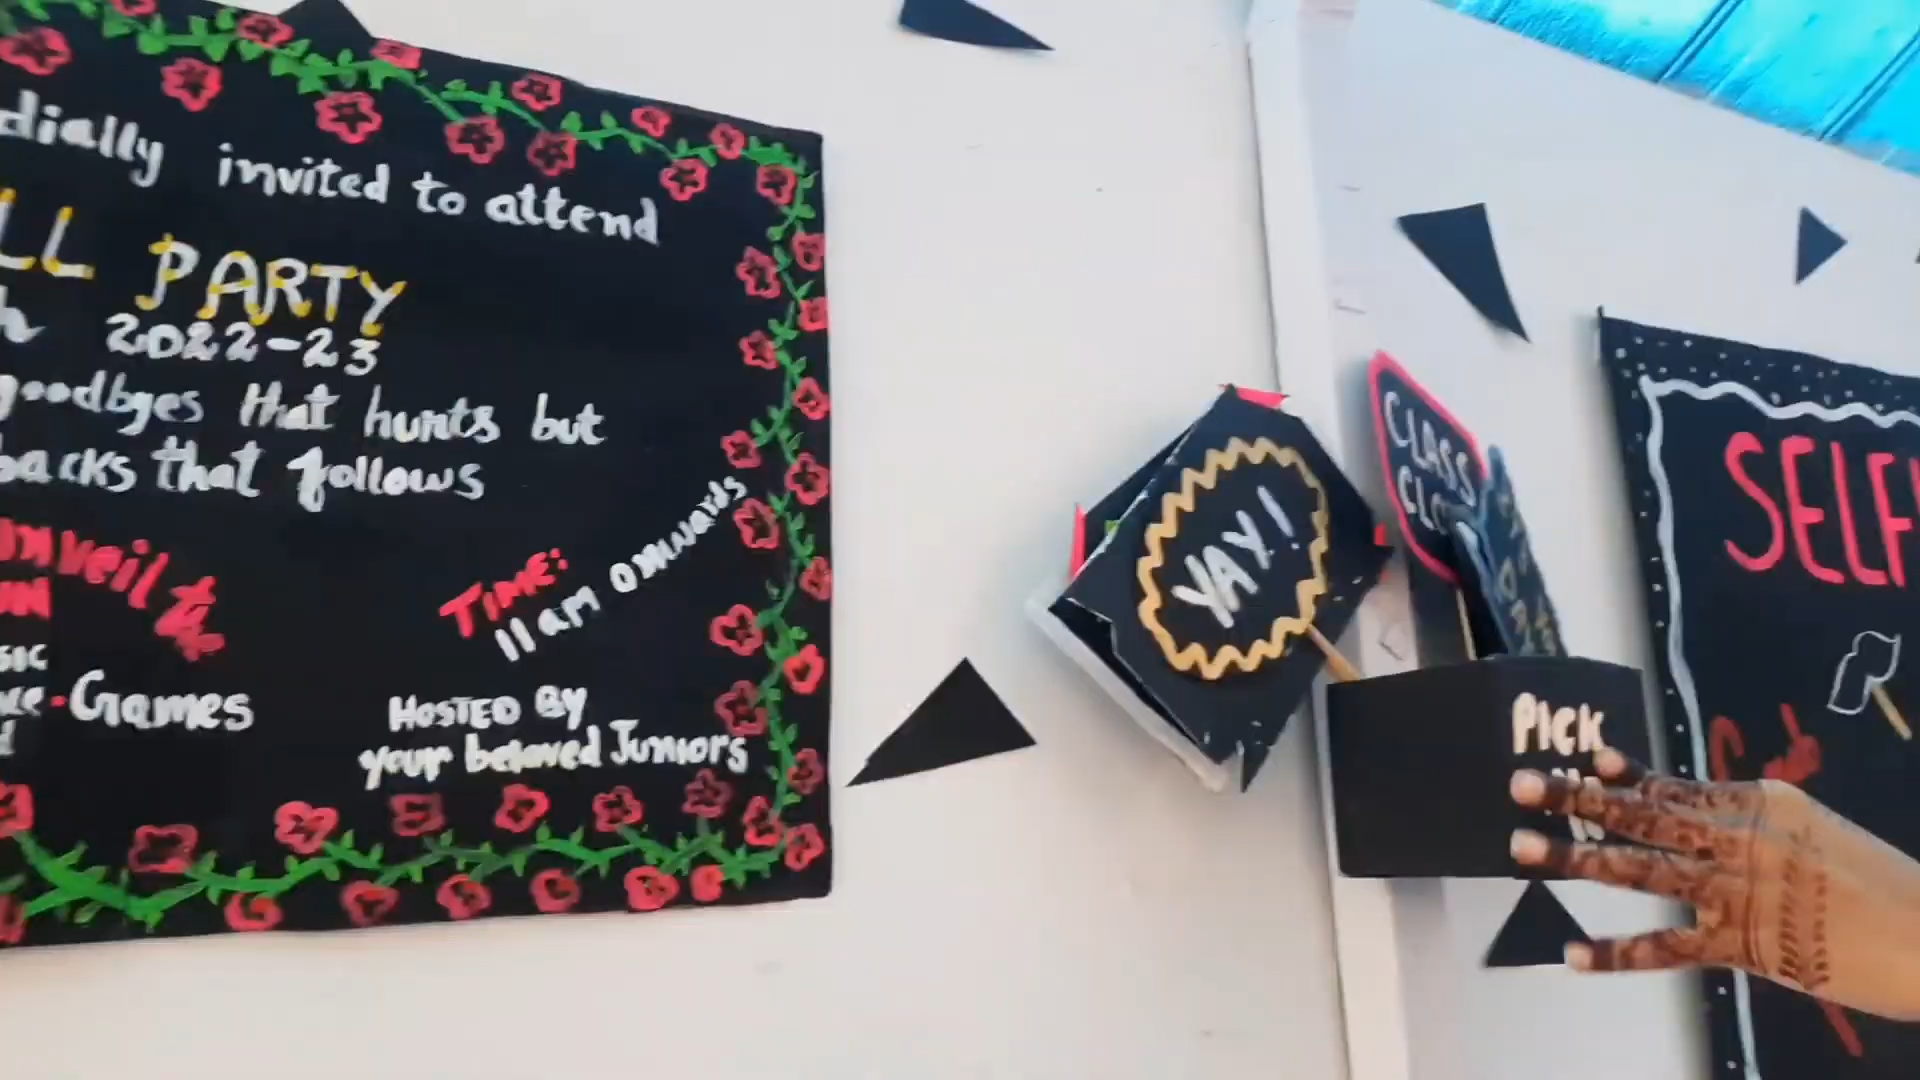 dially invited to attend
LL PARTY
2022-23
goodbyes that hurts but
backs that follows
unveil
TIME:
11 am onwards
Games
HOSTED BY
your beloved Juniors
YAY!
CLASS
PICK
SELF